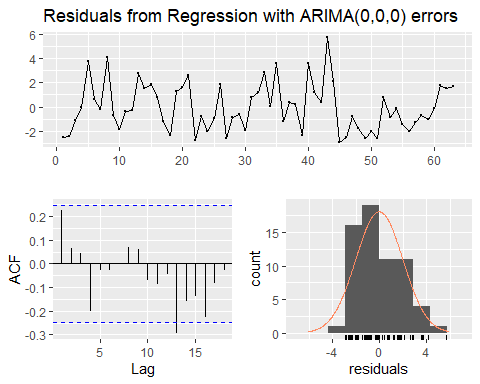 Residuals from Regression with ARIMA(0,0,0) errors
6
4
2
0
-2
0 10 20 30 40 50 60
0.2
0.1
0.0
-0.1
-0.2
-0.3
ACF
5 10 15
Lag
15
10
5
0
count
-4 0 4
residuals